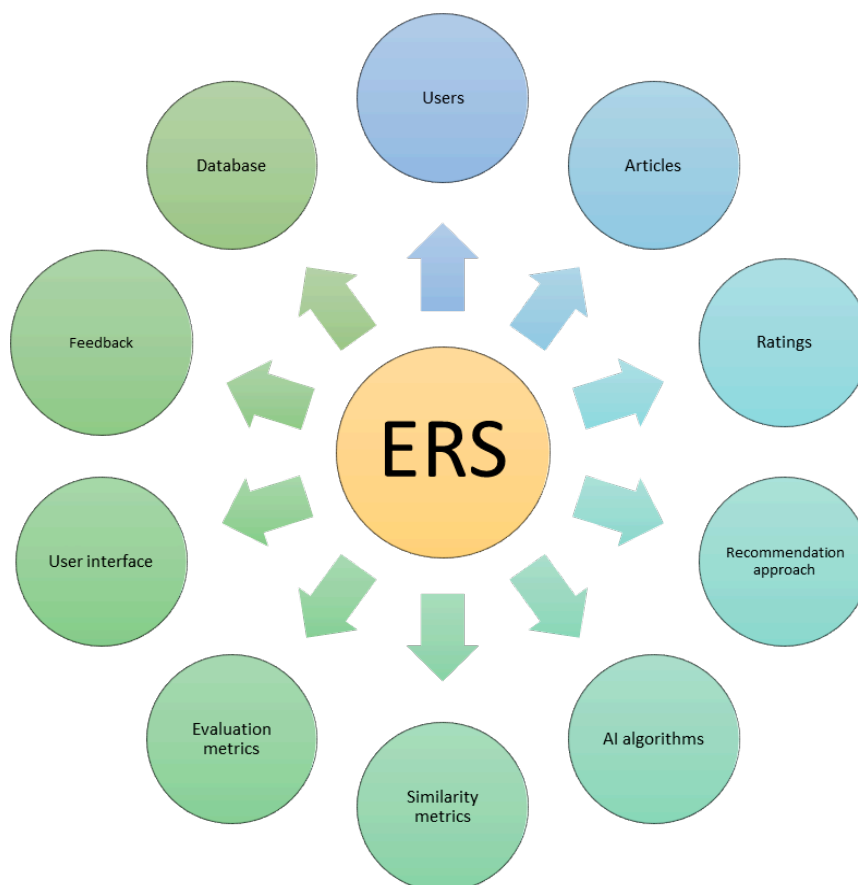 Users
Database
Articles
Feedback
Ratings
ERS
User interface
Recommendation
approach
Evaluation
metrics
AI algorithms
Similarity
metrics